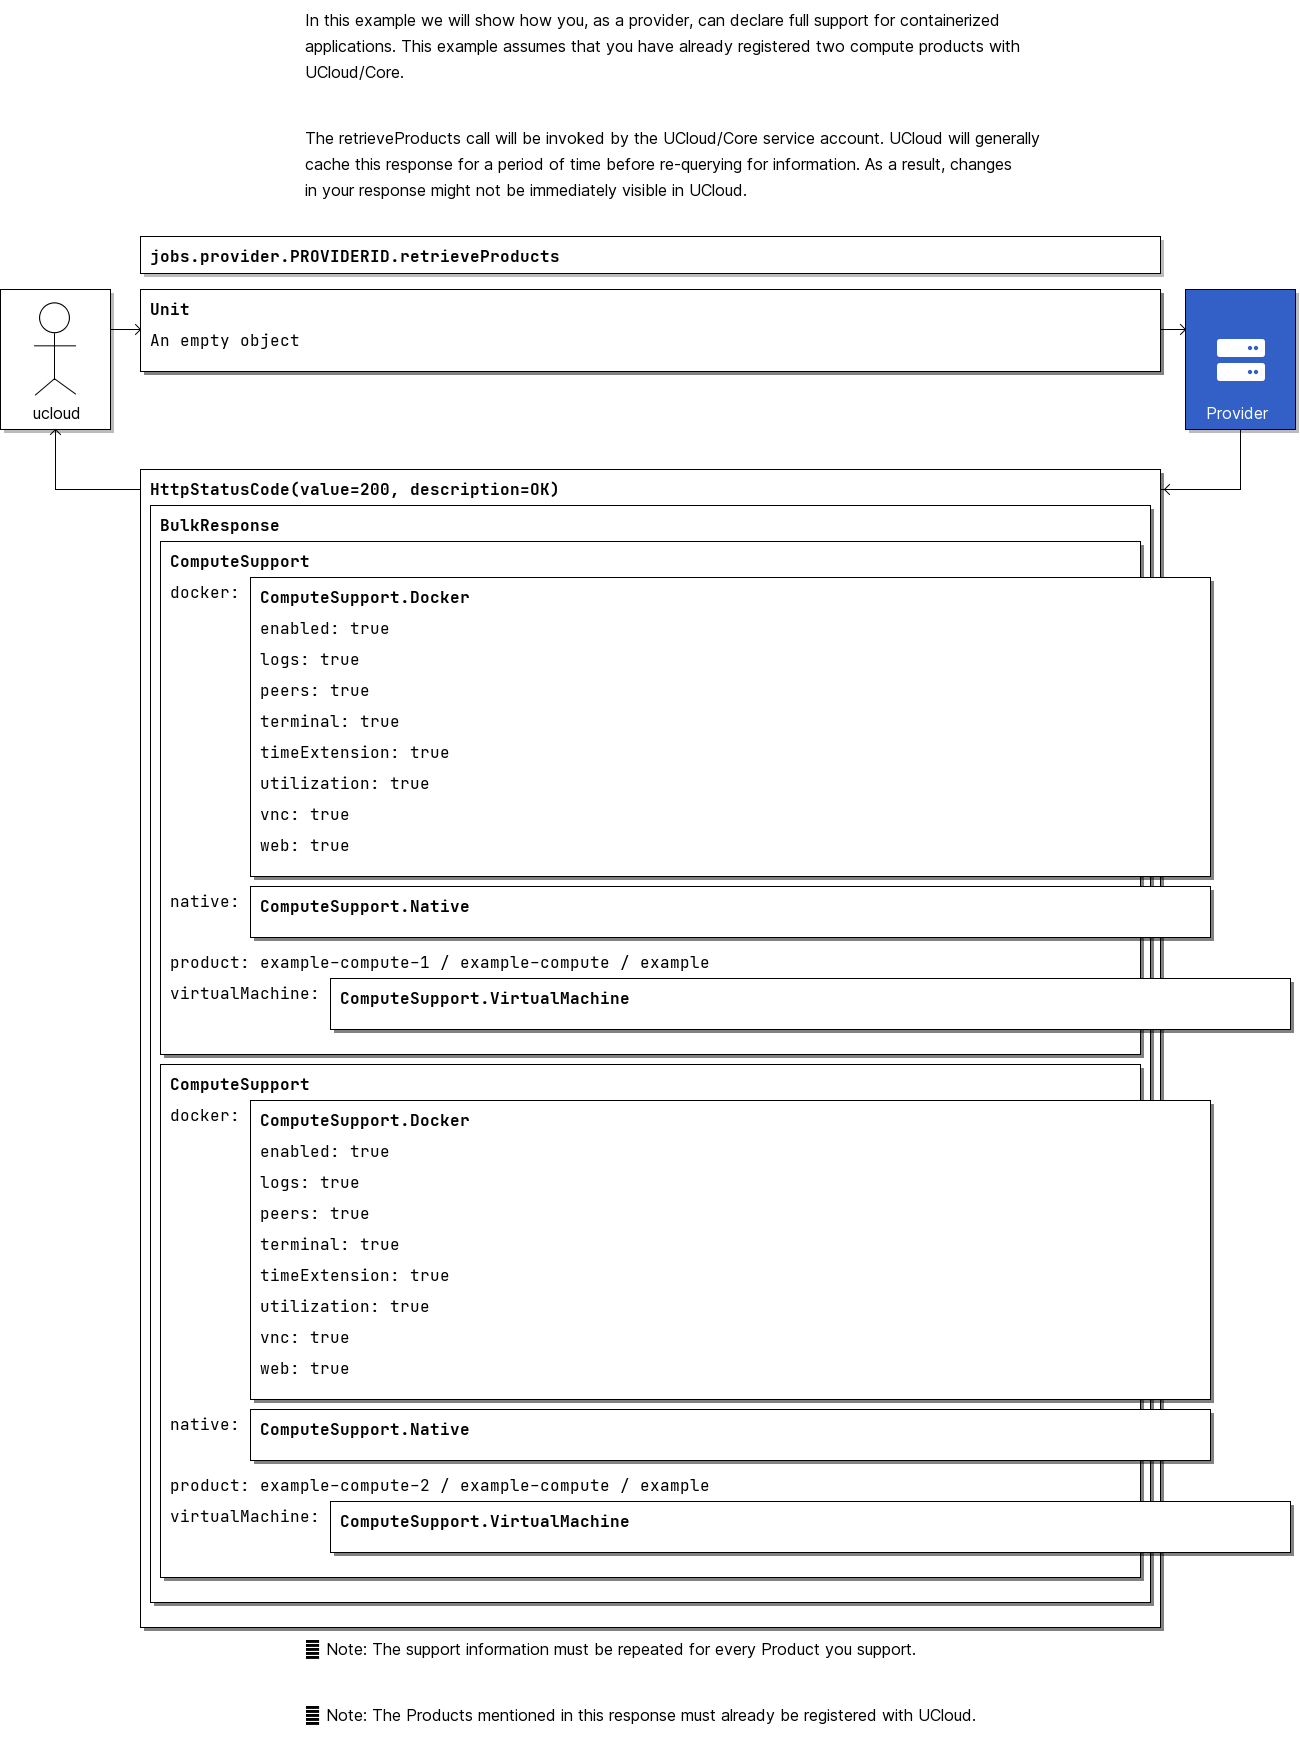 In this example we will show how you, as a provider, can declare full support for containerized
applications. This example assumes that you have already registered two compute products with
UCloud/Core.
The retrieveProducts call will be invoked by the UCloud/Core service account. UCloud will generally
cache this response for a period of time before re-querying for information. As a result, changes
in your response might not be immediately visible in UCloud.
jobs.provider.PROVIDERID.retrieveProducts
Unit
An empty object
ucloud
Provider
HttpStatusCode(value=200, description=OK)
BulkResponse
ComputeSupport
docker:
ComputeSupport.Docker
enabled: true
logs: true
peers: true
terminal: true
timeExtension: true
utilization: true
vnc: true
web: true
native:
ComputeSupport.Native
product: example-compute-1 / example-compute / example
virtualMachine:
ComputeSupport.VirtualMachine
ComputeSupport
docker:
ComputeSupport.Docker
enabled: true
logs: true
peers: true
terminal: true
timeExtension: true
utilization: true
vnc: true
web: true
native:
ComputeSupport.Native
product: example-compute-2 / example-compute / example
virtualMachine:
ComputeSupport.VirtualMachine
Note: The support information must be repeated for every Product you support.
Note: The Products mentioned in this response must already be registered with UCloud.